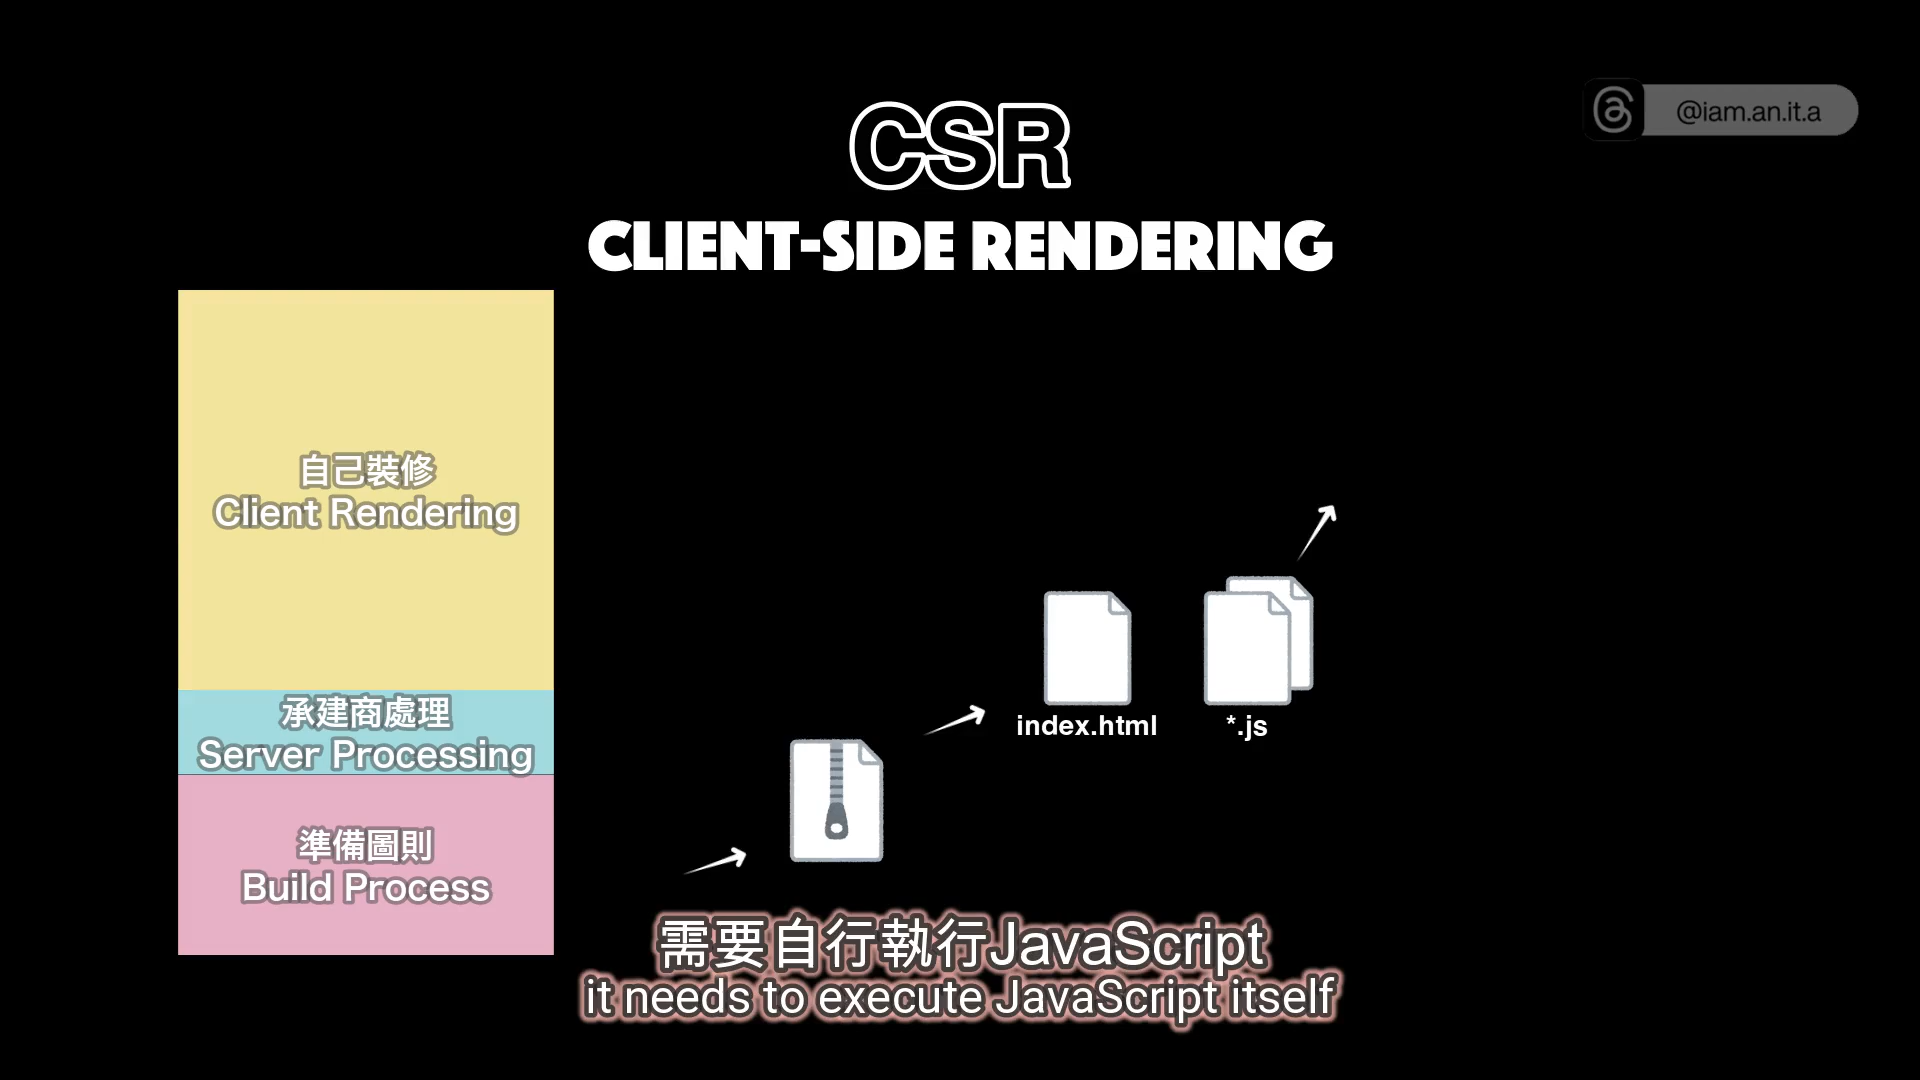 CSR
@iam.an.it.a
CLIENT-SIDE RENDERING
自己裝修
Client Rendering
承建商處理
Server Processing
準備圖則
Build Process
index.html
*.js
需要自行執行JavaScript
it needs to execute JavaScript itself